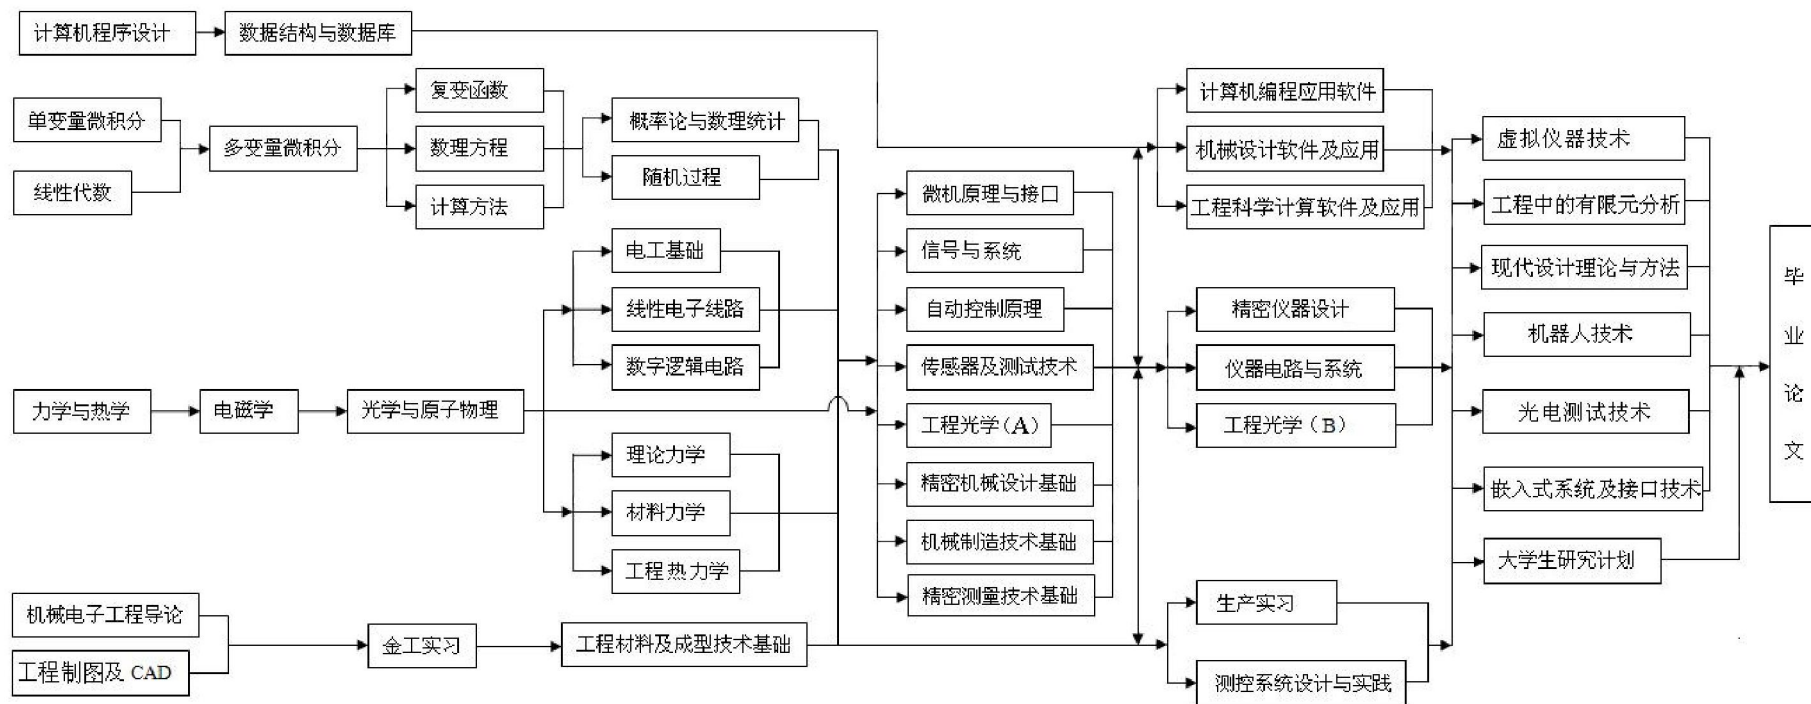 计算机程序设计
数据结构与数据库
单变量微积分
线性代数
多变量微积分
复变函数
数理方程
计算方法
概率论与数理统计
随机过程
电工基础
线性电子线路
数字逻辑电路
力学与热学
电磁学
光学与原子物理
理论力学
材料力学
工程热力学
机械电子工程导论
工程制图及 CAD
金工实习
工程材料及成型技术基础
微机原理与接口
信号与系统
自动控制原理
传感器及测试技术
工程光学(A)
精密机械设计基础
机械制造技术基础
精密测量技术基础
计算机编程应用软件
机械设计软件及应用
工程科学计算软件及应用
精密仪器设计
仪器电路与系统
工程光学（B）
生产实习
测控系统设计与实践
虚拟仪器技术
工程中的有限元分析
现代设计理论与方法
机器人技术
光电测试技术
嵌入式系统及接口技术
大学生研究计划
毕业论文